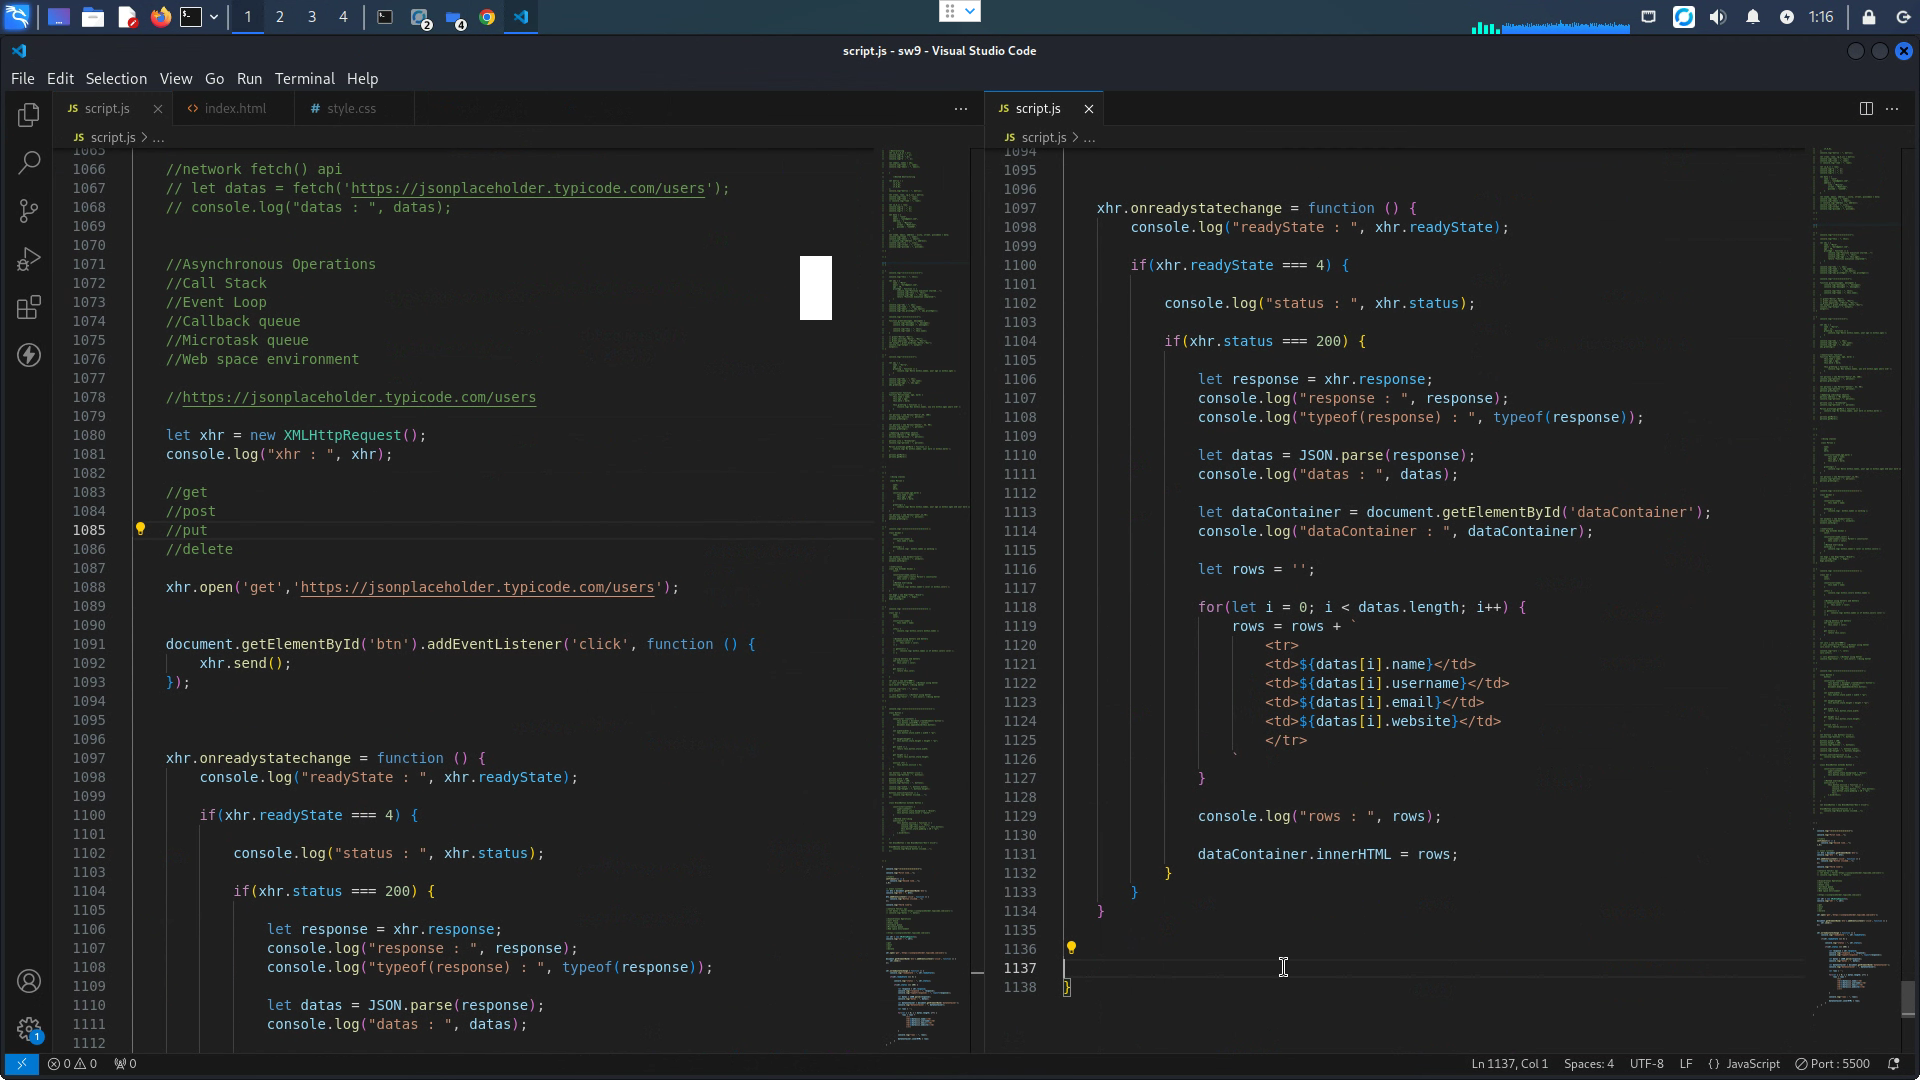 1 2 3 4 2 4 1:16
script.js - sw9 - Visual Studio Code
File Edit Selection View Go Run Terminal Help
JS script.js <> index.html # style.css ...
JS script.js > ...
1065
1066 //network fetch() api
1067 // let datas = fetch('https://jsonplaceholder.typicode.com/users');
1068 // console.log("datas : ", datas);
1069
1070
1071 //Asynchronous Operations
1072 //Call Stack
1073 //Event Loop
1074 //Callback queue
1075 //Microtask queue
1076 //Web space environment
1077
1078 //https://jsonplaceholder.typicode.com/users
1079
1080 let xhr = new XMLHttpRequest();
1081 console.log("xhr : ", xhr);
1082
1083 //get
1084 //post
1085 //put
1086 //delete
1087
1088 xhr.open('get','https://jsonplaceholder.typicode.com/users');
1089
1090
1091 document.getElementById('btn').addEventListener('click', function () {
1092 xhr.send();
1093 });
1094
1095
1096
1097 xhr.onreadystatechange = function () {
1098 console.log("readyState : ", xhr.readyState);
1099
1100 if(xhr.readyState === 4) {
1101
1102 console.log("status : ", xhr.status);
1103
1104 if(xhr.status === 200) {
1105
1106 let response = xhr.response;
1107 console.log("response : ", response);
1108 console.log("typeof(response) : ", typeof(response));
1109
1110 let datas = JSON.parse(response);
1111 console.log("datas : ", datas);
1112
JS script.js ...
JS script.js > ...
1094
1095
1096
1097 xhr.onreadystatechange = function () {
1098 console.log("readyState : ", xhr.readyState);
1099
1100 if(xhr.readyState === 4) {
1101
1102 console.log("status : ", xhr.status);
1103
1104 if(xhr.status === 200) {
1105
1106 let response = xhr.response;
1107 console.log("response : ", response);
1108 console.log("typeof(response) : ", typeof(response));
1109
1110 let datas = JSON.parse(response);
1111 console.log("datas : ", datas);
1112
1113 let dataContainer = document.getElementById('dataContainer');
1114 console.log("dataContainer : ", dataContainer);
1115
1116 let rows = '';
1117
1118 for(let i = 0; i < datas.length; i++) {
1119 rows = rows + `
1120 <tr>
1121 <td>${datas[i].name}</td>
1122 <td>${datas[i].username}</td>
1123 <td>${datas[i].email}</td>
1124 <td>${datas[i].website}</td>
1125 </tr>
1126 `
1127 }
1128
1129 console.log("rows : ", rows);
1130
1131 dataContainer.innerHTML = rows;
1132 }
1133 }
1134 }
1135
1136
1137
1138 }
1
0 0 0 Ln 1137, Col 1 Spaces: 4 UTF-8 LF {} JavaScript Port : 5500